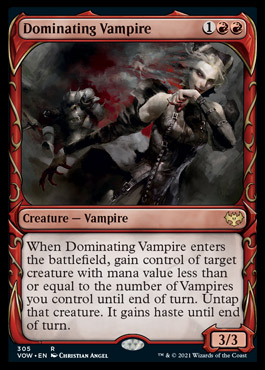 Dominating Vampire 1
Creature — Vampire
When Dominating Vampire enters
the battlefield, gain control of target
creature with mana value less than
or equal to the number of Vampires
you control until end of turn. Untap
that creature. It gains haste until end
of turn.
3/3
305 R
VOW • EN Christian Angel
™ & © 2021 Wizards of the Coast